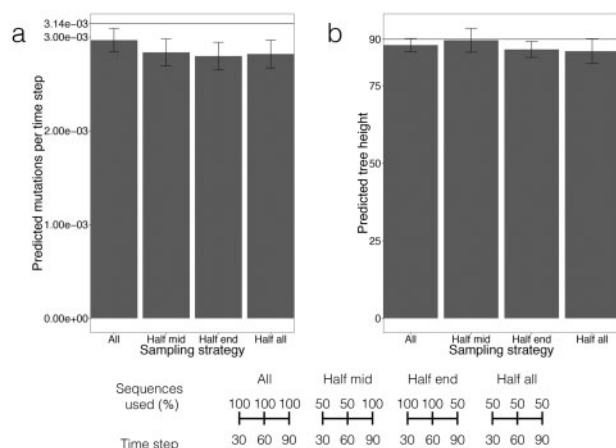 a
3.14e-03
3.00e-03
2.00e-03
1.00e-03
0.00e+00
Predicted mutations per time step
All Half mid Half end Half all
Sampling strategy
b
90
75
50
25
0
Predicted tree height
All Half mid Half end Half all
Sampling strategy
All Half mid Half end Half all
Sequences
used (%)
100 100 100 50 50 100 100 100 50 50 50 50
Time step 30 60 90 30 60 90 30 60 90 30 60 90